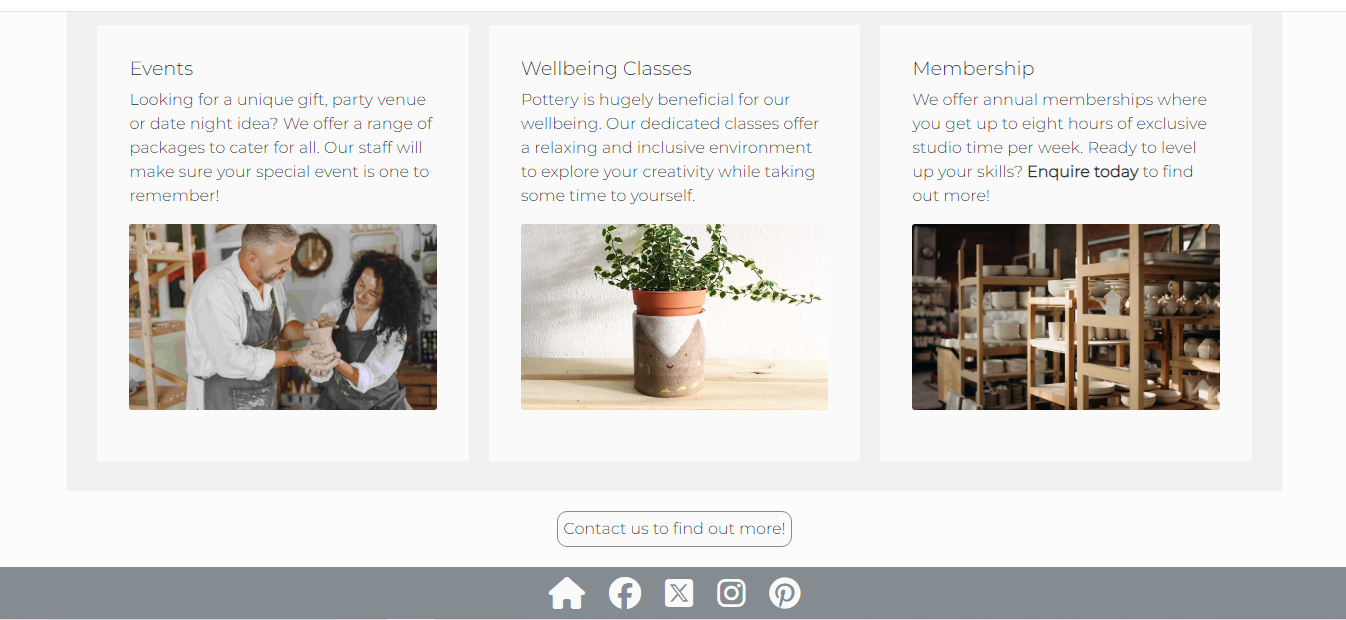 Events
Looking for a unique gift, party venue
or date night idea? We offer a range of
packages to cater for all. Our staff will
make sure your special event is one to
remember!
Wellbeing Classes
Pottery is hugely beneficial for our
wellbeing. Our dedicated classes offer
a relaxing and inclusive environment
to explore your creativity while taking
some time to yourself.
Membership
We offer annual memberships where
you get up to eight hours of exclusive
studio time per week. Ready to level
up your skills? Enquire today to find
out more!
Contact us to find out more!